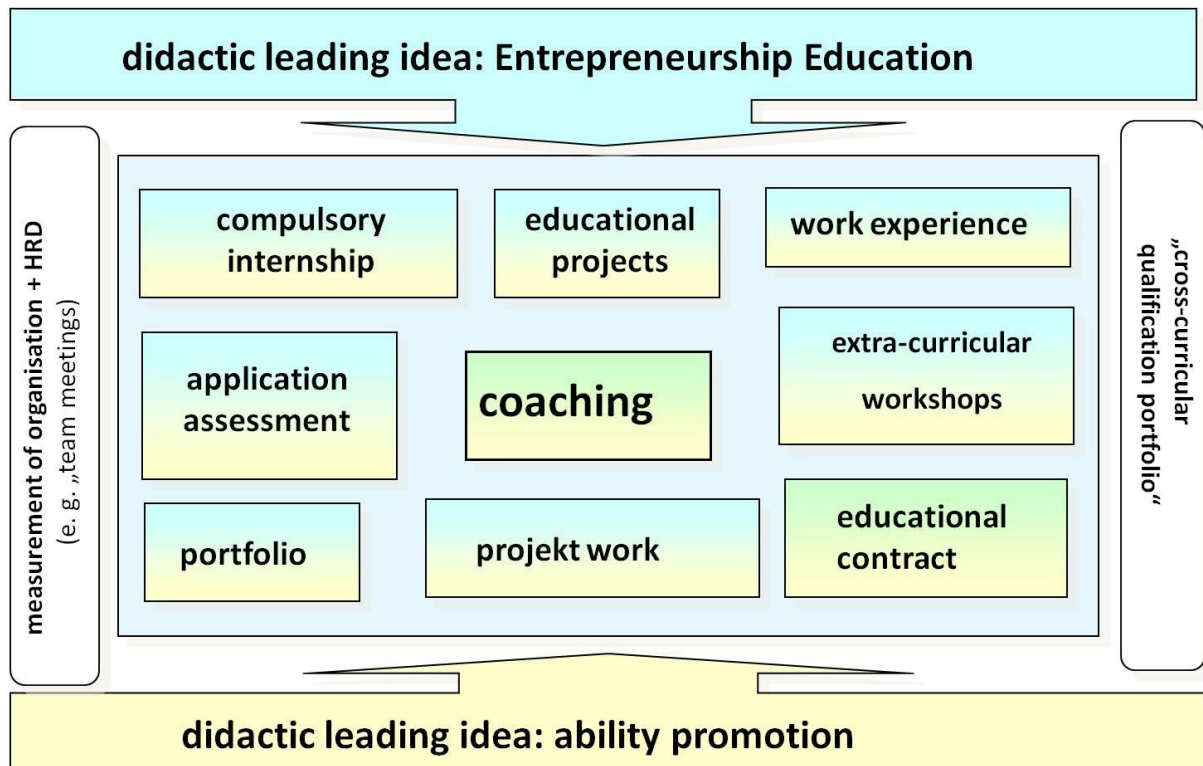 didactic leading idea: Entrepreneurship Education
measurement of organisation + HRD
(e. g. „team meetings)
compulsory
internship
educational
projects
work experience
application
assessment
coaching
extra-curricular
workshops
portfolio
projekt work
educational
contract
„cross-curricular
qualification portfolio“
didactic leading idea: ability promotion